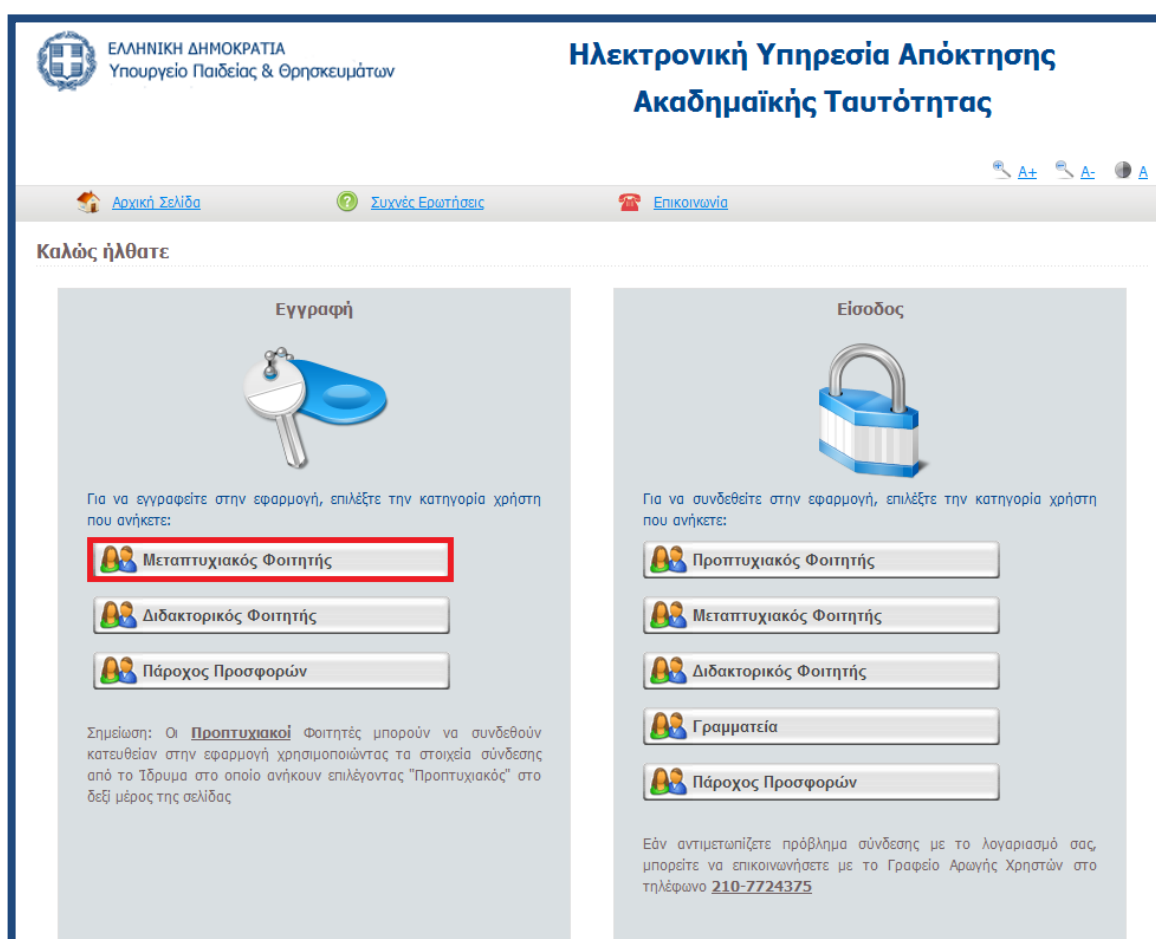 ΕΛΛΗΝΙΚΗ ΔΗΜΟΚΡΑΤΙΑ
Υπουργείο Παιδείας & Θρησκευμάτων
Ηλεκτρονική Υπηρεσία Απόκτησης
Ακαδημαϊκής Ταυτότητας
A+ A- A
Αρχική Σελίδα
Συχνές Ερωτήσεις
Επικοινωνία
Καλώς ήλθατε
Εγγραφή
Για να εγγραφείτε στην εφαρμογή, επιλέξτε την κατηγορία χρήστη
που ανήκετε:
Μεταπτυχιακός Φοιτητής
Διδακτορικός Φοιτητής
Πάροχος Προσφορών
Σημείωση: Οι Προπτυχιακοί Φοιτητές μπορούν να συνδεθούν
κατευθείαν στην εφαρμογή χρησιμοποιώντας τα στοιχεία σύνδεσης
από το Ίδρυμα στο οποίο ανήκουν επιλέγοντας "Προπτυχιακός" στο
δεξί μέρος της σελίδας
Είσοδος
Για να συνδεθείτε στην εφαρμογή, επιλέξτε την κατηγορία χρήστη
που ανήκετε:
Προπτυχιακός Φοιτητής
Μεταπτυχιακός Φοιτητής
Διδακτορικός Φοιτητής
Γραμματεία
Πάροχος Προσφορών
Εάν αντιμετωπίζετε πρόβλημα σύνδεσης με το λογαριασμό σας,
μπορείτε να επικοινωνήσετε με το Γραφείο Αρωγής Χρηστών στο
τηλέφωνο 210-7724375